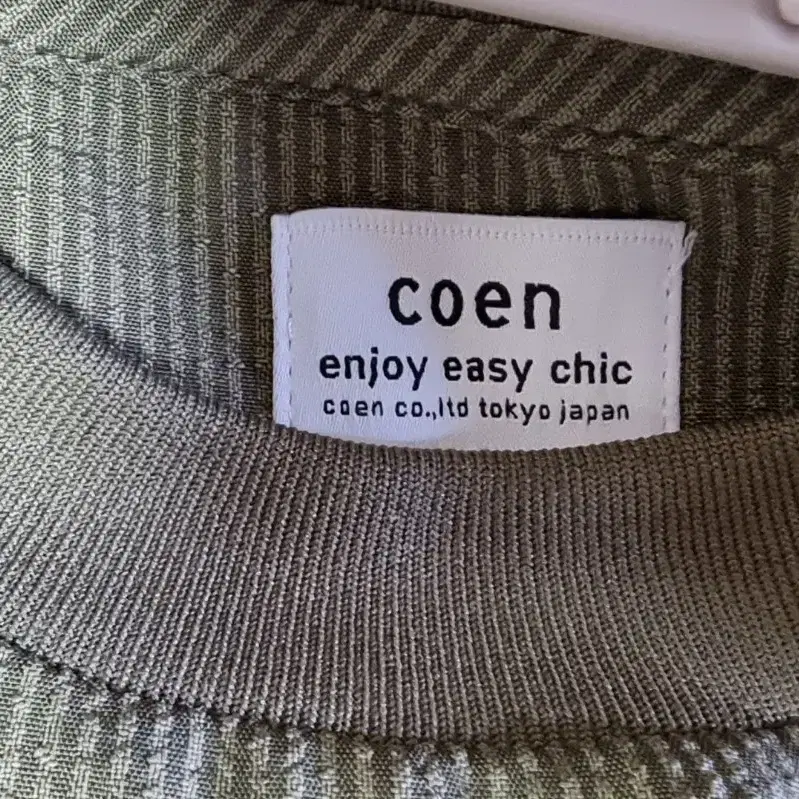 coen
enjoy easy chic
coen co.,ltd tokyo japan